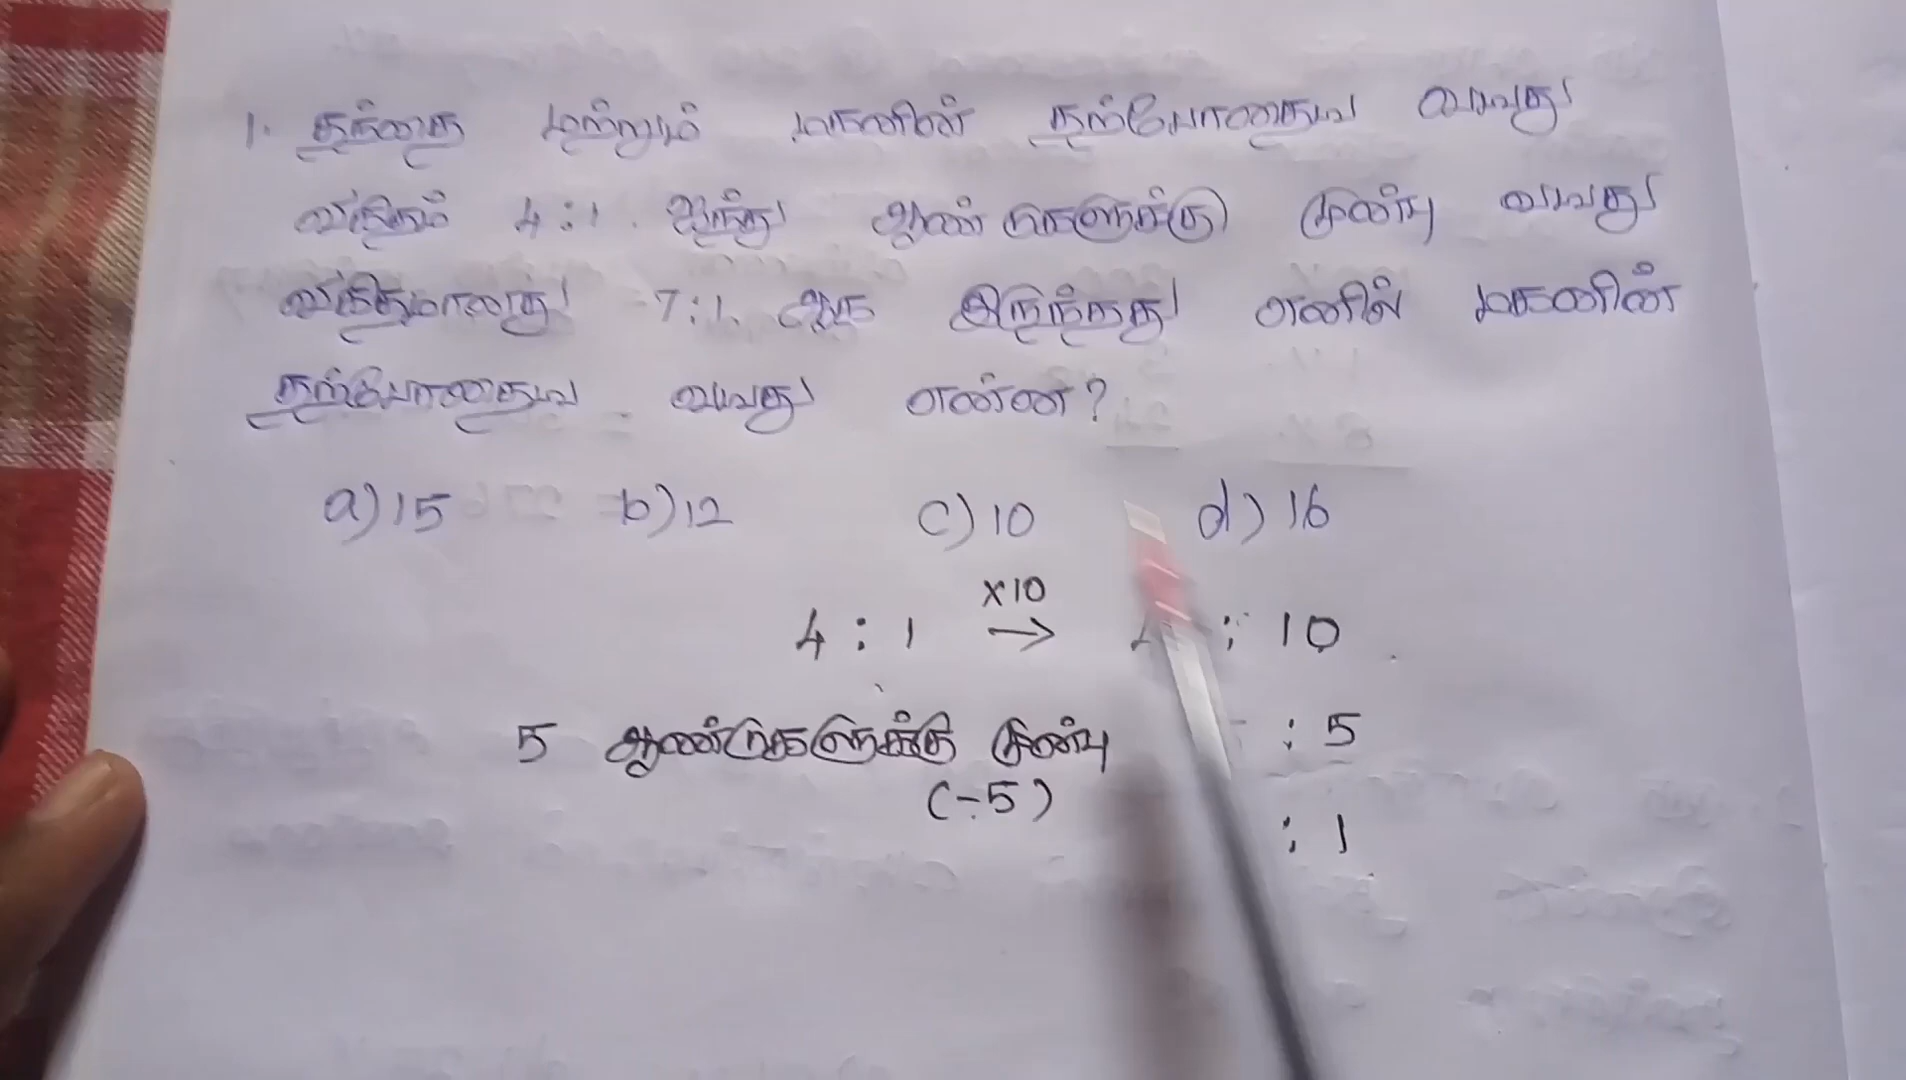 1. தந்தை மற்றும் மகனின் தற்போதைய வயது
விகிதம் 4 : 1. ஐந்து ஆண்டுகளுக்கு முன்பு வயது
விகிதமானது 7 : 1. ஆக இருந்தது எனில் மகனின்
தற்போதைய வயது என்ன?
a) 15 b) 12 c) 10 d) 16
x10
4 : 1 → : 10
5 ஆண்டுகளுக்கு முன்பு : 5
(-5)
: 1